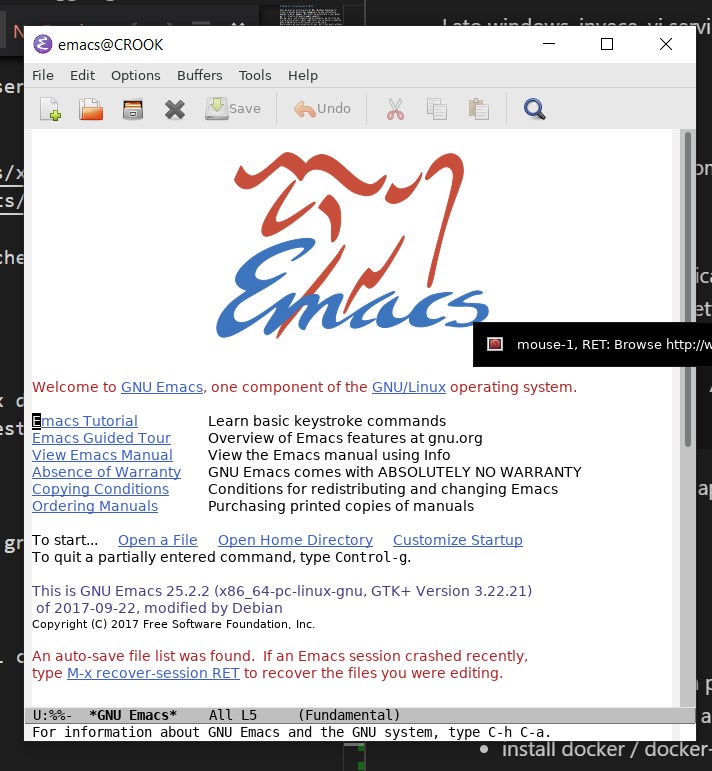 emacs@CROOK
File Edit Options Buffers Tools Help
Save Undo
Emacs
mouse-1, RET: Browse http://w
Welcome to GNU Emacs, one component of the GNU/Linux operating system.
Emacs Tutorial Learn basic keystroke commands
Emacs Guided Tour Overview of Emacs features at gnu.org
View Emacs Manual View the Emacs manual using Info
Absence of Warranty GNU Emacs comes with ABSOLUTELY NO WARRANTY
Copying Conditions Conditions for redistributing and changing Emacs
Ordering Manuals Purchasing printed copies of manuals
To start... Open a File Open Home Directory Customize Startup
To quit a partially entered command, type Control-g.
This is GNU Emacs 25.2.2 (x86_64-pc-linux-gnu, GTK+ Version 3.22.21)
of 2017-09-22, modified by Debian
Copyright (C) 2017 Free Software Foundation, Inc.
An auto-save file list was found. If an Emacs session crashed recently,
type M-x recover-session RET to recover the files you were editing.
U:%%- *GNU Emacs* All L5 (Fundamental)
For information about GNU Emacs and the GNU system, type C-h C-a.
install docker / docker-